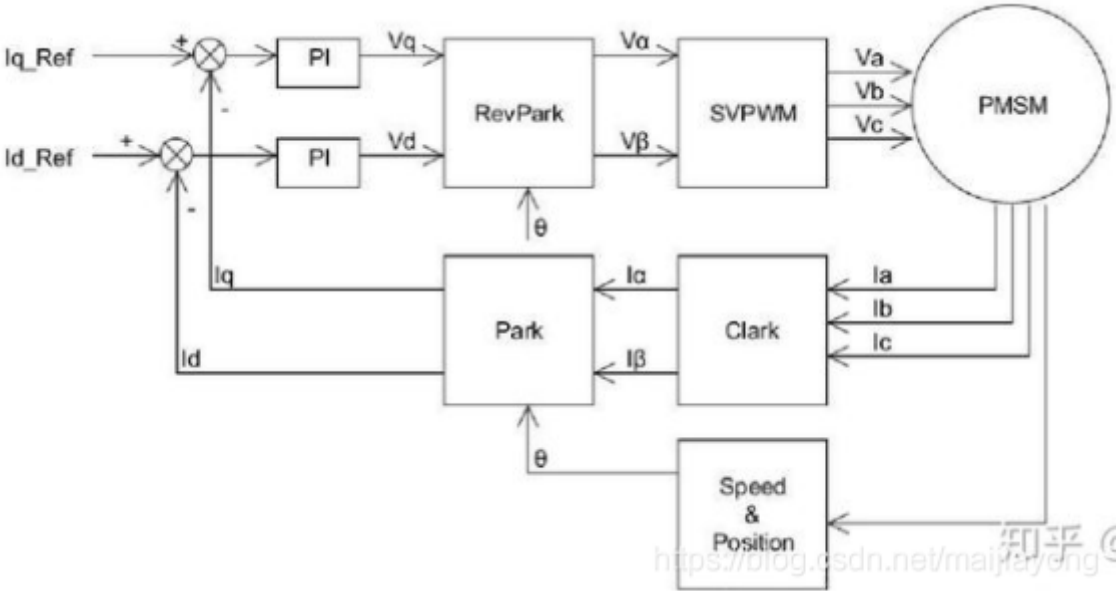 Iq_Ref
+
-
PI
Vq
RevPark
Vα
SVPWM
Va
Vb
Vc
PMSM
Id_Ref
+
-
PI
Vd
Vβ
θ
Iq
Id
Park
Iα
Iβ
Clark
Ia
Ib
Ic
θ
Speed
&
Position
知乎 @
https://blog.csdn.net/maijiayong